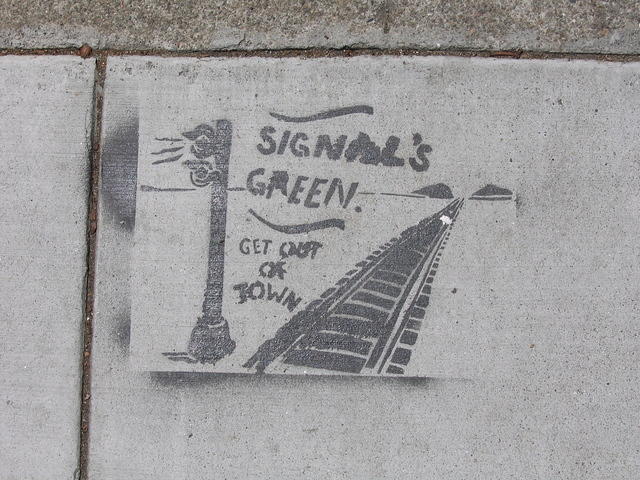 SIGNAL'S
GREEN.
GET OUT
OF
TOWN